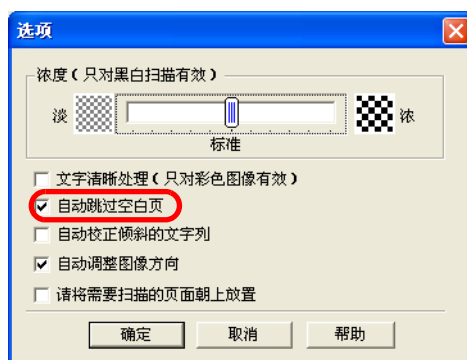 选项
浓度(只对黑白扫描有效)
淡
浓
标准
文字清晰处理(只对彩色图像有效)
自动跳过空白页
自动校正倾斜的文字列
自动调整图像方向
请将需要扫描的页面朝上放置
确定 取消 帮助